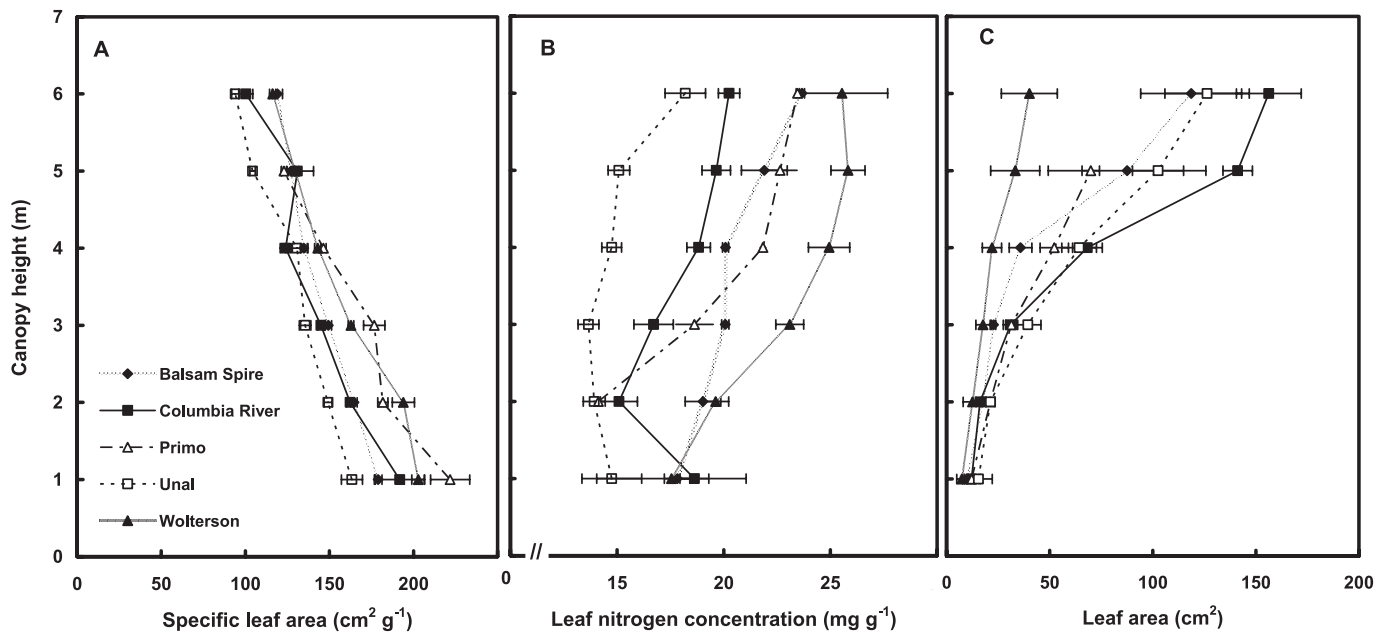 A
B
C
7
6
5
4
3
2
1
0
Canopy height (m)
Balsam Spire
Columbia River
Primo
Unal
Wolterson
50
100
150
200
0
//
15
20
25
0
50
100
150
200
Specific leaf area (cm² g⁻¹)
Leaf nitrogen concentration (mg g⁻¹)
Leaf area (cm²)